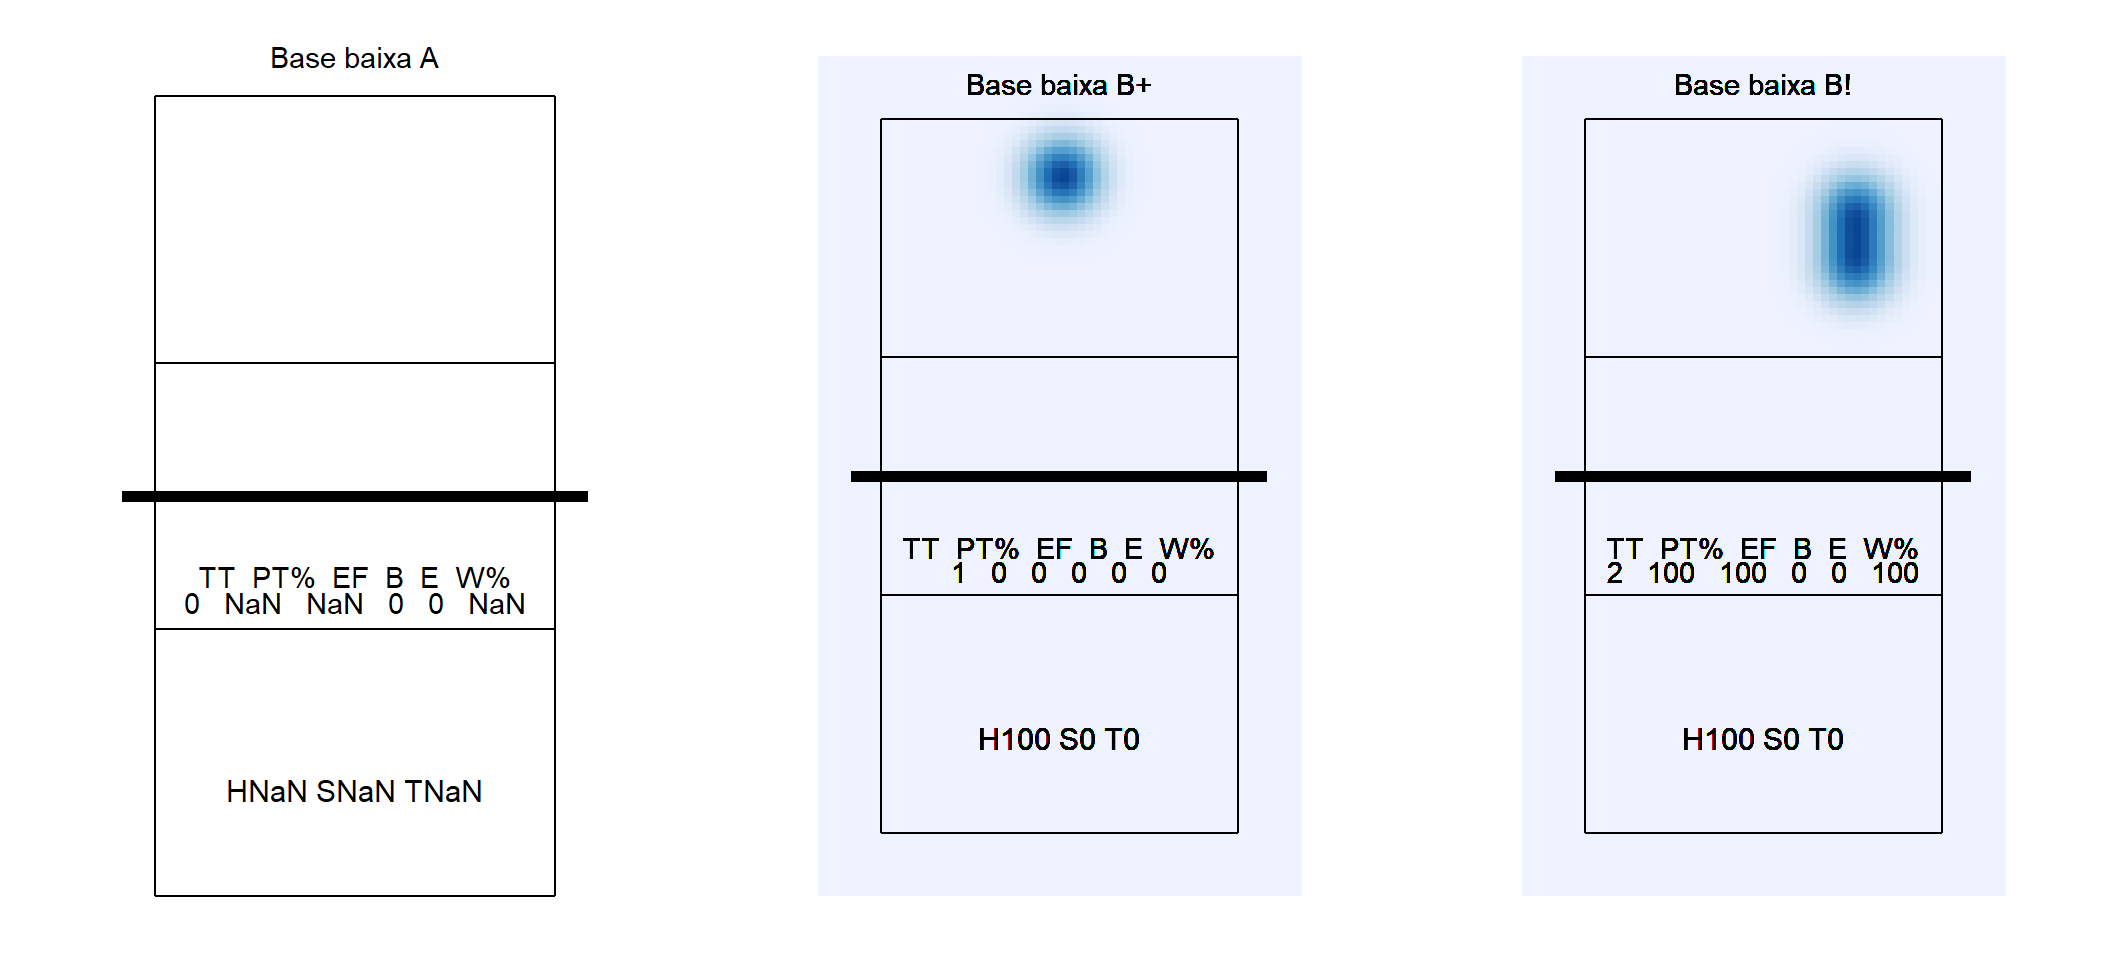 Base baixa A
TT PT% EF B E W%
0 NaN NaN 0 0 NaN
HNaN SNaN TNaN
Base baixa B+
TT PT% EF B E W%
1 0 0 0 0 0
H100 S0 T0
Base baixa B!
TT PT% EF B E W%
2 100 100 0 0 100
H100 S0 T0